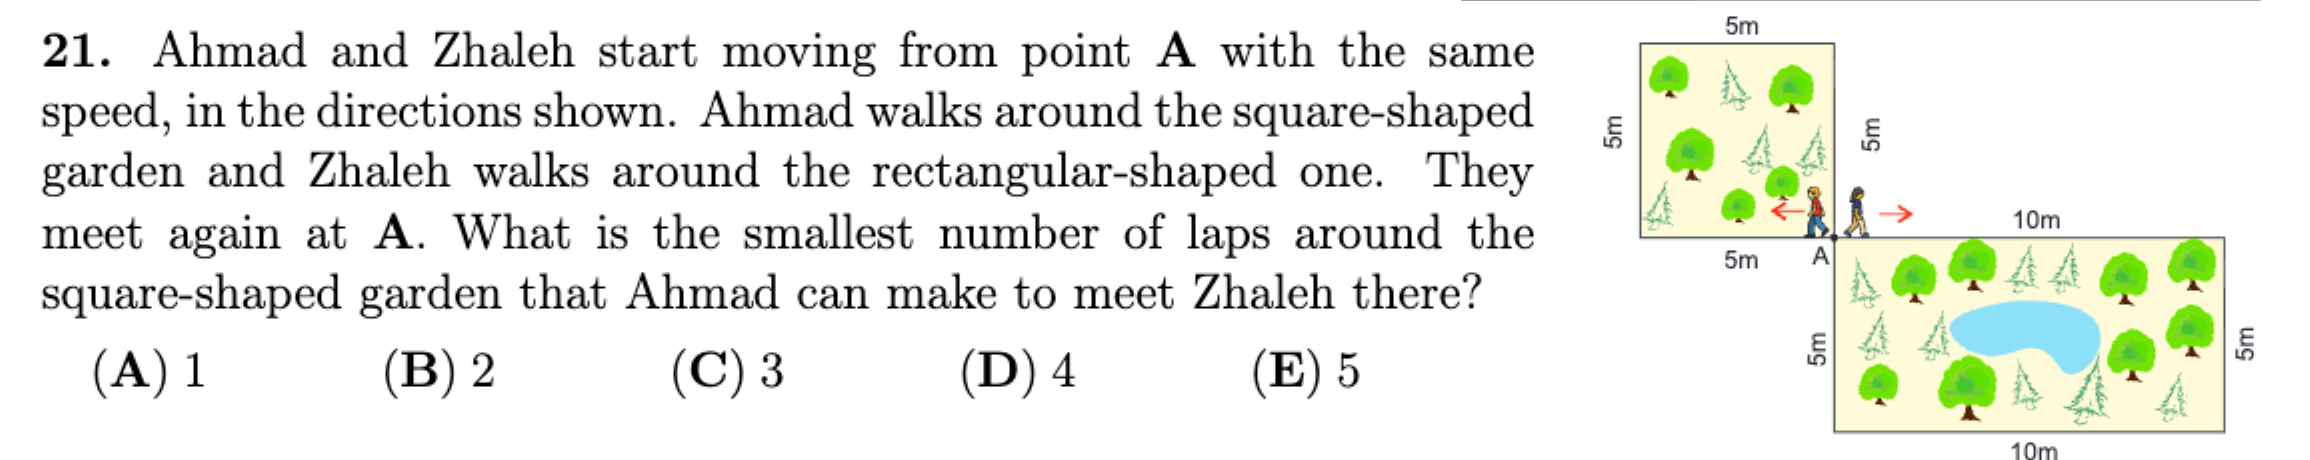 21. Ahmad and Zhaleh start moving from point A with the same
speed, in the directions shown. Ahmad walks around the square-shaped
garden and Zhaleh walks around the rectangular-shaped one. They
meet again at A. What is the smallest number of laps around the
square-shaped garden that Ahmad can make to meet Zhaleh there?
(A) 1 (B) 2 (C) 3 (D) 4 (E) 5
5m
5m
5m
5m
A
10m
5m
5m
10m